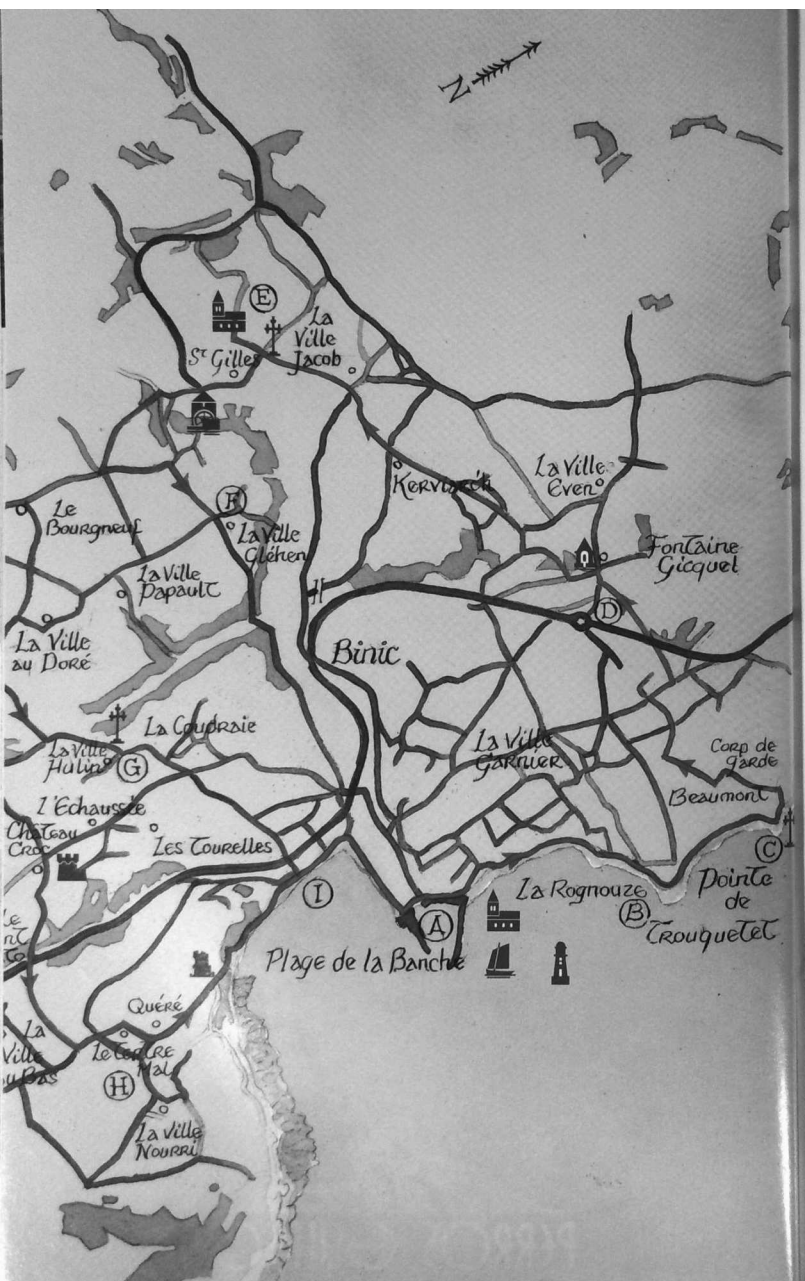 N
E
La
Ville
Jacob
St Gilles
Kerviarc'h
La Ville
Even
Le
Bourgneuf
F
La Ville
Gléhen
Fontaine
Gicquel
La Ville
Papault
D
La Ville
au Doré
Binic
La Coudraie
La Ville
Hulin
G
La Ville
Garnier
Corp de
garde
Beaumont
L'Echaussée
Château
Croc
Les Tourelles
C
I
La Rognouze
B
Pointe
de
Trouquetet
A
Plage de la Banche
Quéré
La
Ville
Bas
Le Tertre
Mal
H
La Ville
Nourri